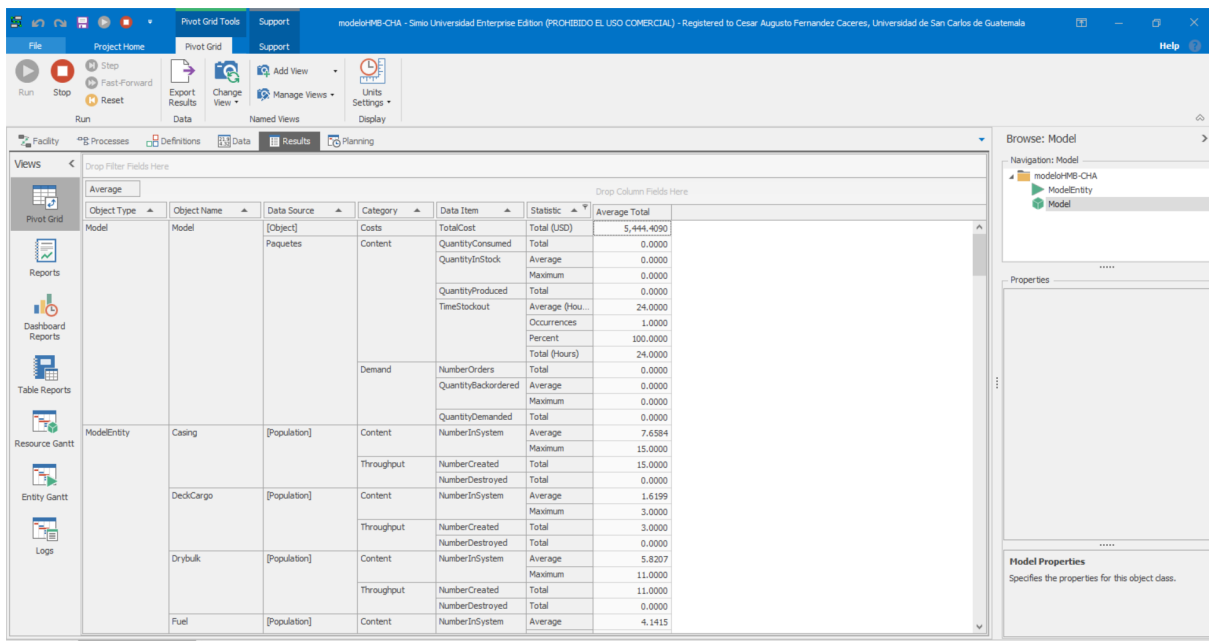 Pivot Grid Tools Support modeloHMB-CHA - Simio Universidad Enterprise Edition (PROHIBIDO EL USO COMERCIAL) - Registered to Cesar Augusto Fernandez Caceres, Universidad de San Carlos de Guatemala
File Project Home Pivot Grid Support Help
Run Stop Step Fast-Forward Reset Export Results Change View Add View Manage Views Units Settings
Run Data Named Views Display
Facility Processes Definitions Data Results Planning
Views
Pivot Grid
Reports
Dashboard Reports
Table Reports
Resource Gantt
Entity Gantt
Logs
Drop Filter Fields Here
Average Drop Column Fields Here
Object Type Object Name Data Source Category Data Item Statistic Average Total
Model Model [Object] Costs TotalCost Total (USD) 5,444.4090
Paquetes Content QuantityConsumed Total 0.0000
QuantityInStock Average 0.0000
Maximum 0.0000
QuantityProduced Total 0.0000
TimeStockout Average (Hou... 24.0000
Occurrences 1.0000
Percent 100.0000
Total (Hours) 24.0000
Demand NumberOrders Total 0.0000
QuantityBackordered Average 0.0000
Maximum 0.0000
QuantityDemanded Total 0.0000
ModelEntity Casing [Population] Content NumberInSystem Average 7.6584
Maximum 15.0000
Throughput NumberCreated Total 15.0000
NumberDestroyed Total 0.0000
DeckCargo [Population] Content NumberInSystem Average 1.6199
Maximum 3.0000
Throughput NumberCreated Total 3.0000
NumberDestroyed Total 0.0000
Drybulk [Population] Content NumberInSystem Average 5.8207
Maximum 11.0000
Throughput NumberCreated Total 11.0000
NumberDestroyed Total 0.0000
Fuel [Population] Content NumberInSystem Average 4.1415
Browse: Model
Navigation: Model
modeloHMB-CHA
ModelEntity
Model
Properties
Model Properties
Specifies the properties for this object class.